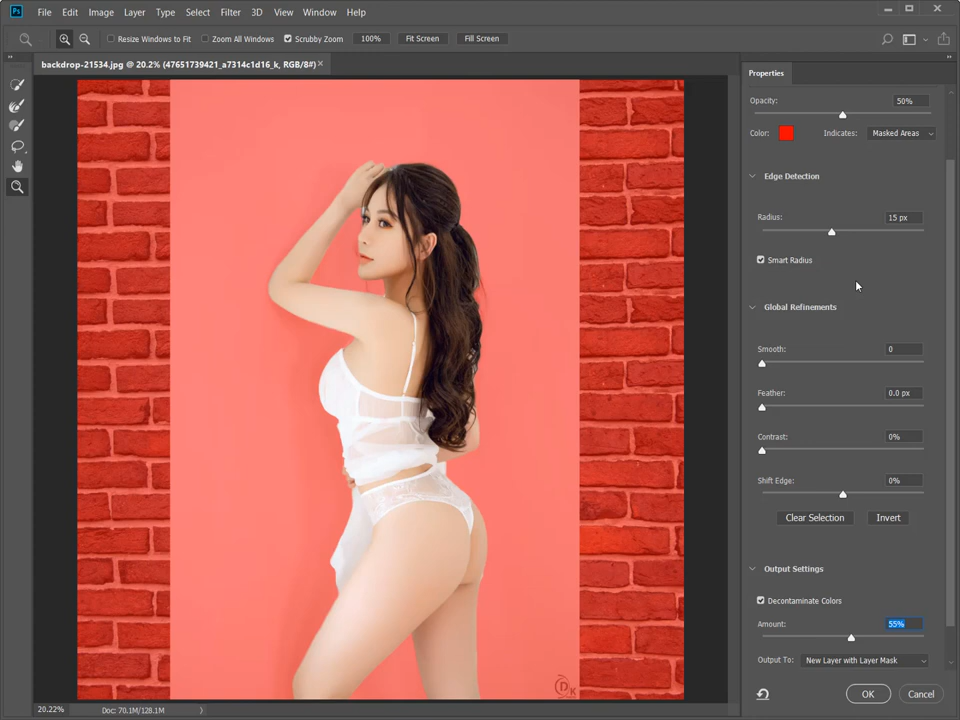 Ps File Edit Image Layer Type Select Filter 3D View Window Help
Resize Windows to Fit Zoom All Windows Scrubby Zoom 100% Fit Screen Fill Screen
backdrop-21534.jpg @ 20.2% (47651739421_a7314c1d16_k, RGB/8#)
Properties
Opacity: 50%
Color: Indicates: Masked Areas
Edge Detection
Radius: 15 px
Smart Radius
Global Refinements
Smooth: 0
Feather: 0.0 px
Contrast: 0%
Shift Edge: 0%
Clear Selection Invert
Output Settings
Decontaminate Colors
Amount: 55%
Output To: New Layer with Layer Mask
OK Cancel
DK
20.22% Doc: 70.1M/128.1M